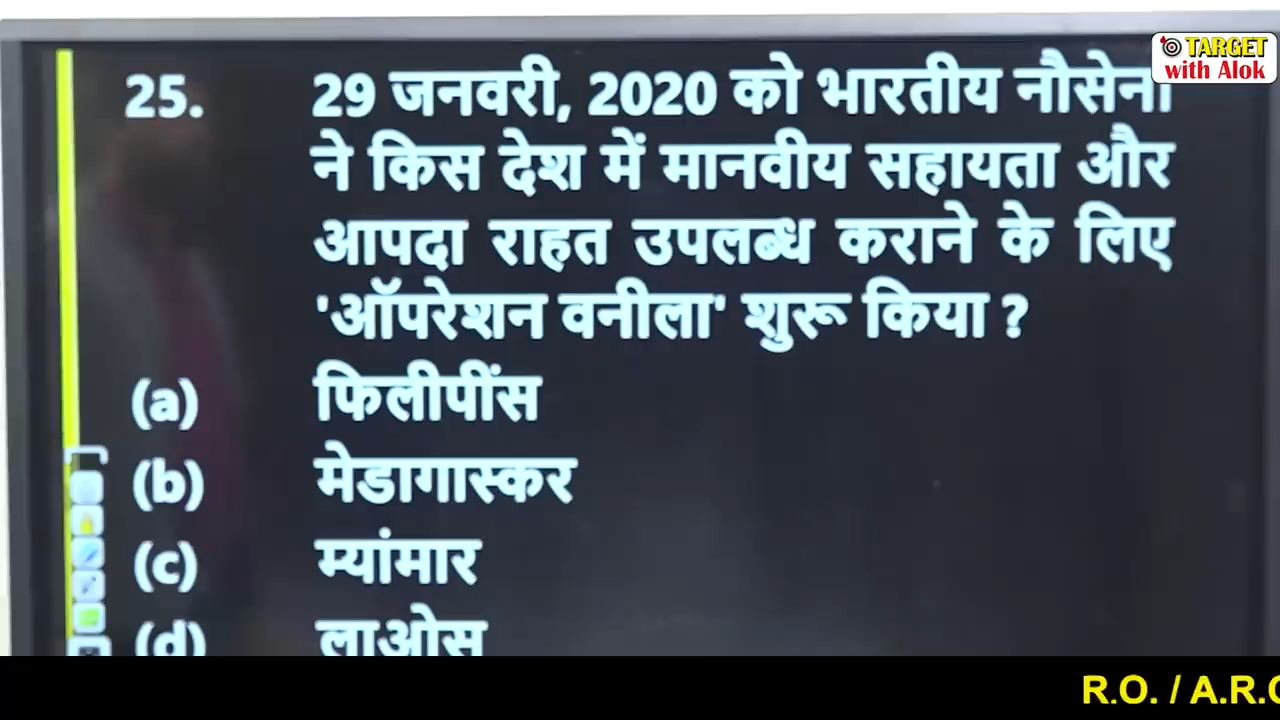 TARGET
with Alok
25. 29 जनवरी, 2020 को भारतीय नौसेना
ने किस देश में मानवीय सहायता और
आपदा राहत उपलब्ध कराने के लिए
'ऑपरेशन वनीला' शुरू किया ?
(a) फिलीपींस
(b) मेडागास्कर
(c) म्यांमार
(d) लाओस
R.O. / A.R.O